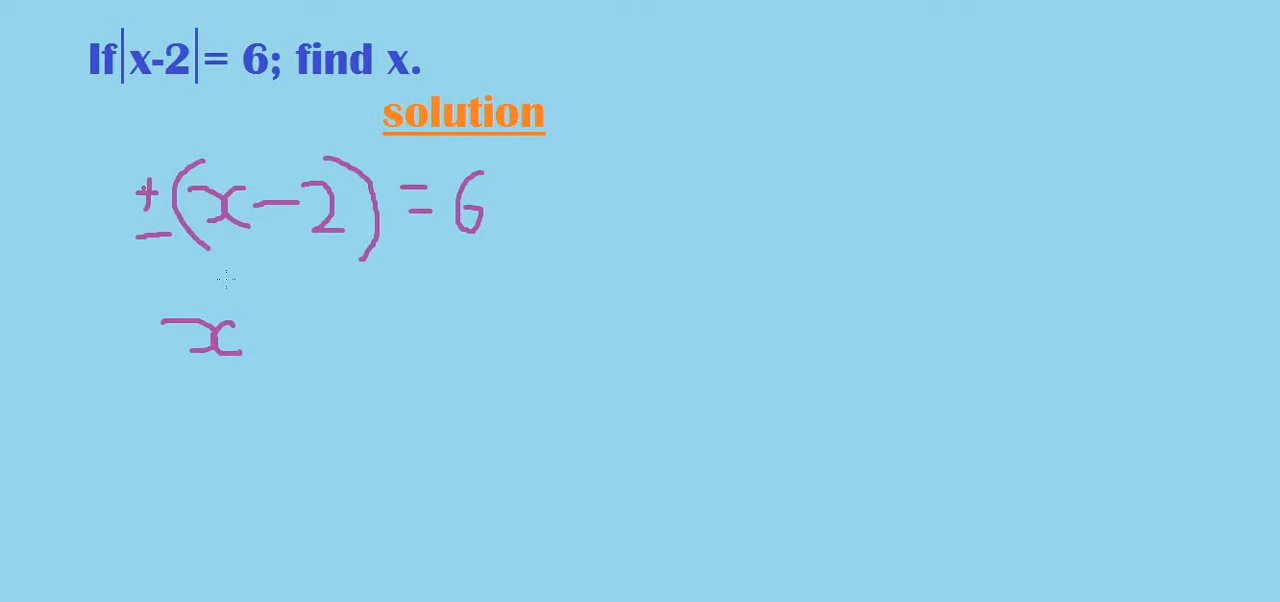 If |x-2| = 6; find x.
solution
±(x-2) = 6
x